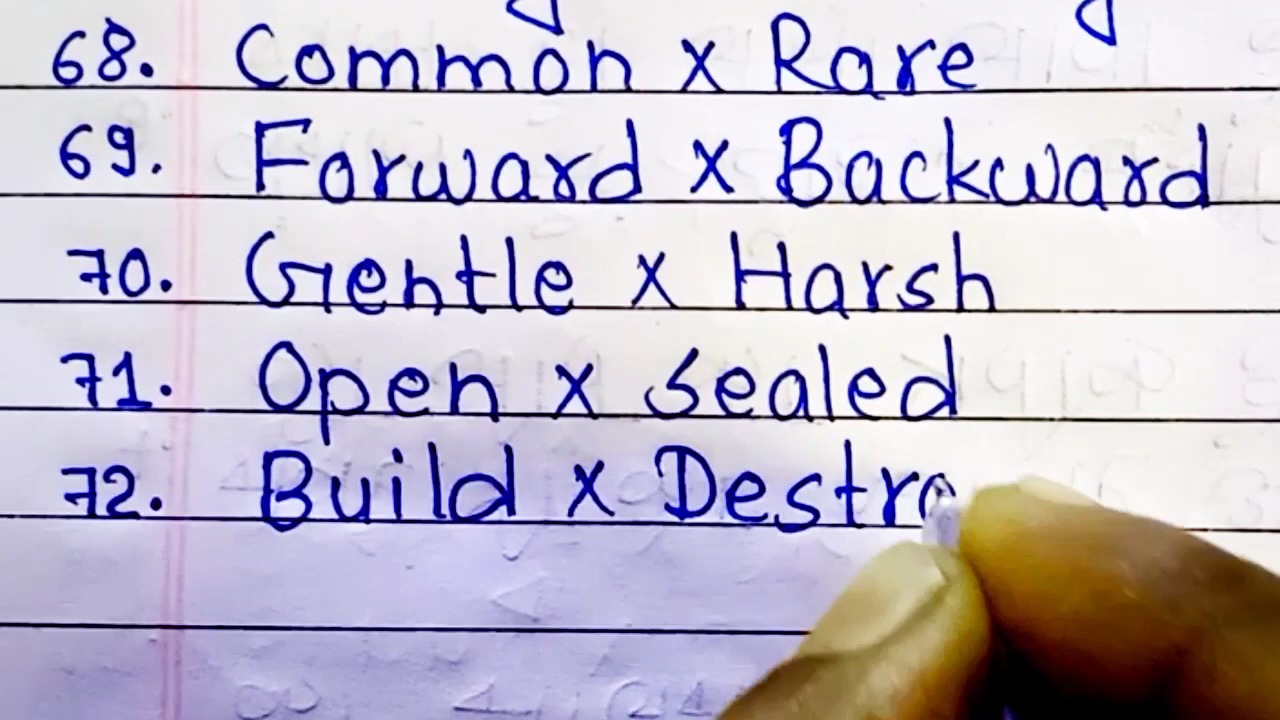 68. Common x Rare
69. Forward x Backward
70. Gentle x Harsh
71. Open x sealed
72. Build x Destro